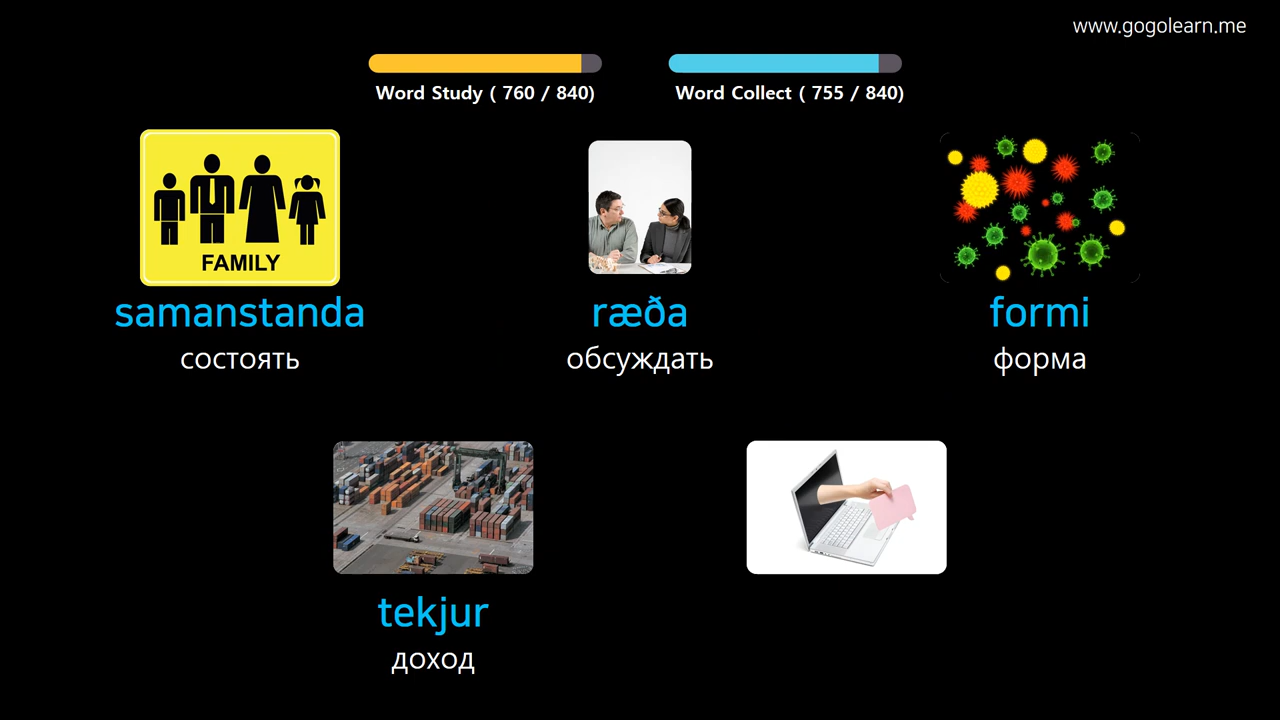 www.gogolearn.me
Word Study ( 760 / 840)
Word Collect ( 755 / 840)
FAMILY
samanstanda
состоять
ræða
обсуждать
formi
форма
tekjur
доход